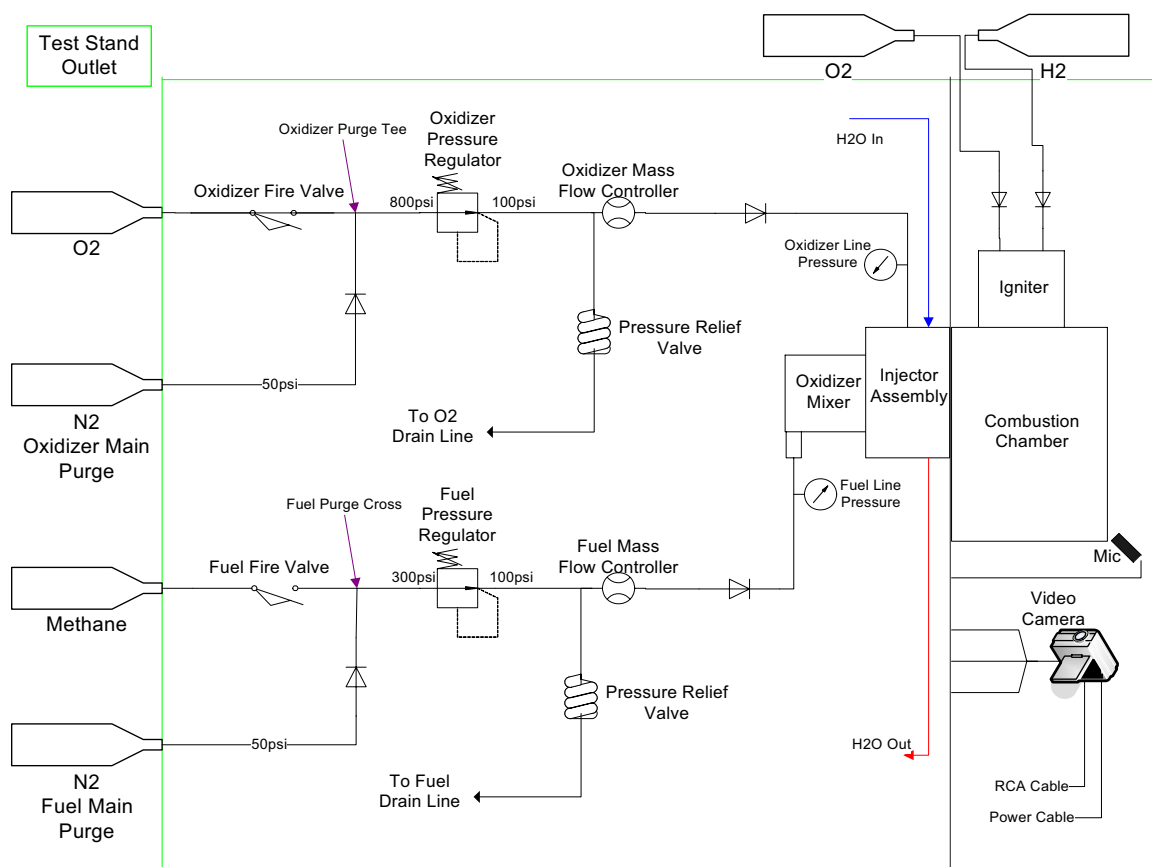 Test Stand
Outlet
O2
H2
Oxidizer Purge Tee
Oxidizer
Pressure
Regulator
H2O In
Oxidizer Fire Valve
Oxidizer Mass
Flow Controller
800psi
100psi
O2
Oxidizer Line
Pressure
Igniter
Pressure Relief
Valve
50psi
N2
Oxidizer Main
Purge
Oxidizer
Mixer
Injector
Assembly
Combustion
Chamber
To O2
Drain Line
Fuel Purge Cross
Fuel
Pressure
Regulator
Fuel Line
Pressure
Fuel Fire Valve
Fuel Mass
Flow Controller
300psi
100psi
Methane
Mic
Video
Camera
Pressure Relief
Valve
50psi
N2
Fuel Main
Purge
H2O Out
To Fuel
Drain Line
RCA Cable
Power Cable